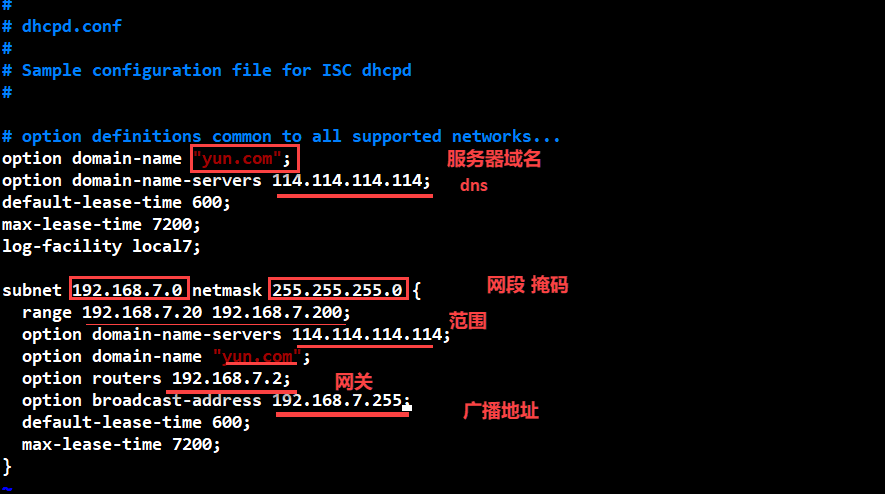 #
# dhcpd.conf
#
# Sample configuration file for ISC dhcpd
#
# option definitions common to all supported networks...
option domain-name "yun.com"; 服务器域名
option domain-name-servers 114.114.114.114; dns
default-lease-time 600;
max-lease-time 7200;
log-facility local7;
subnet 192.168.7.0 netmask 255.255.255.0 { 网段 掩码
range 192.168.7.20 192.168.7.200; 范围
option domain-name-servers 114.114.114.114;
option domain-name "yun.com";
option routers 192.168.7.2; 网关
option broadcast-address 192.168.7.255; 广播地址
default-lease-time 600;
max-lease-time 7200;
}
~